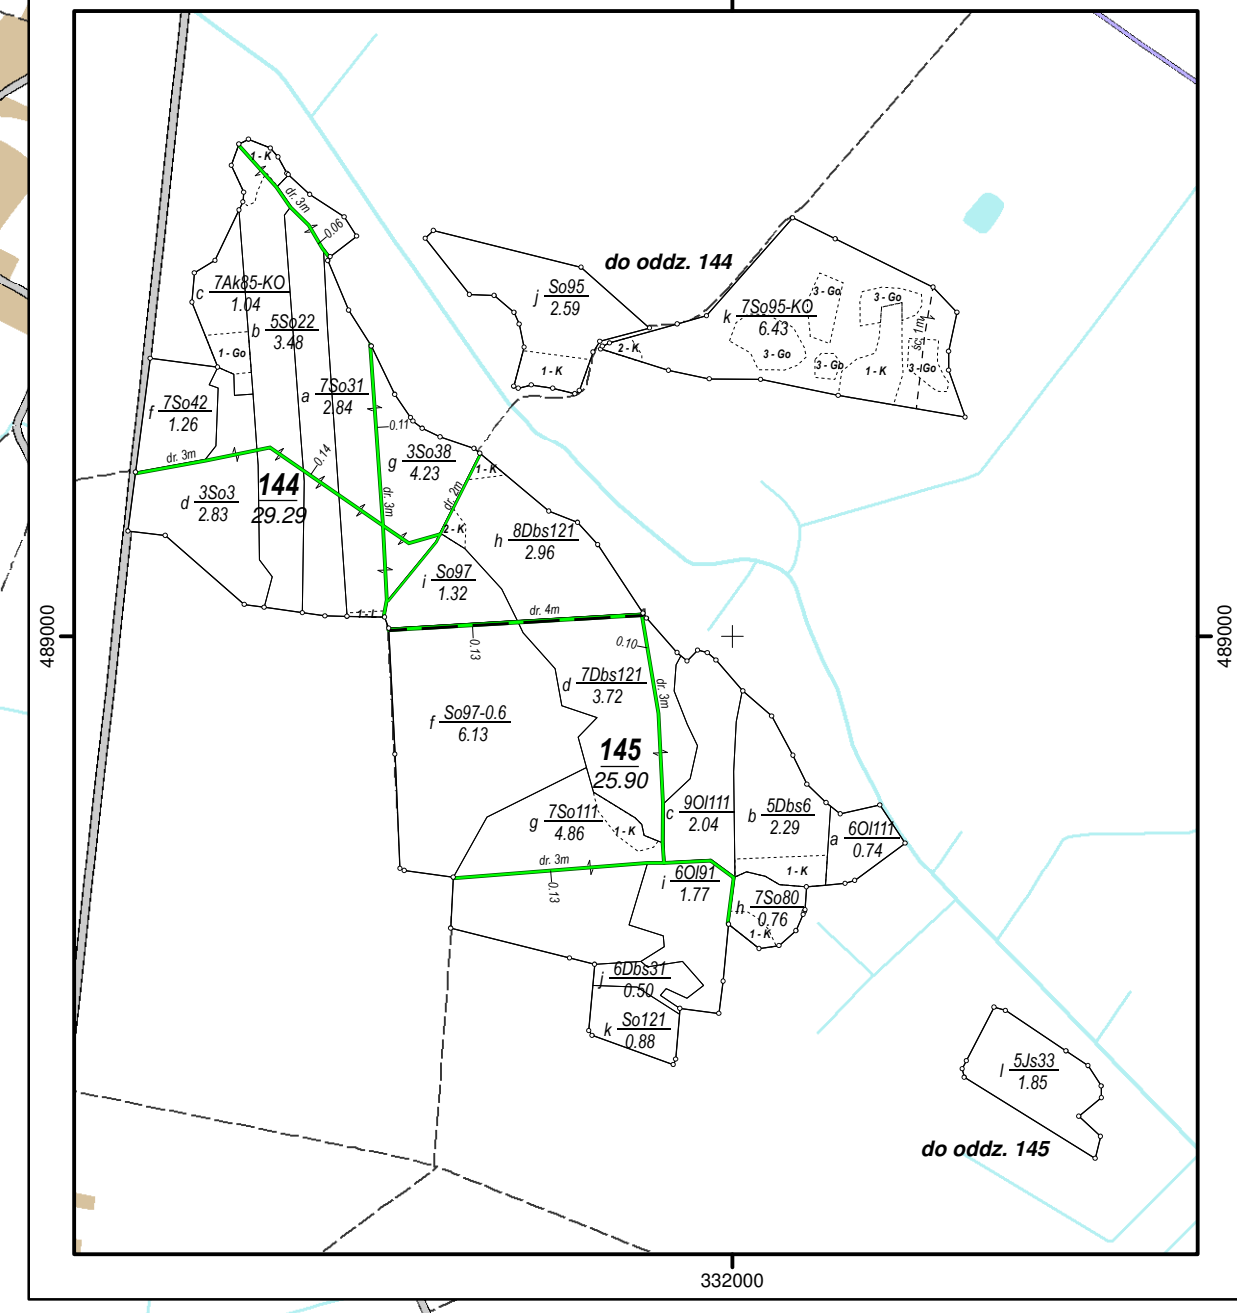 1 - K
dr. 3m
0.06
do oddz. 144
c 7Ak85-KO
1.04
j So95
2.59
3 - Go
3 - Go
k 7So95-KO
6.43
b 5So22
3.48
sc. 1m
1 - Go
2 - K
3 - Go
3 - Go
3 - Go
1 - K
1 - K
a 7So31
2.84
f 7So42
1.26
0.11
g 3So38
4.23
dr. 3m
0.14
1 - K
d 3So3
2.83
144
29.29
dr. 3m
dr. 2m
2 - K
h 8Dbs121
2.96
i So97
1.32
dr. 4m
0.13
489000
489000
0.10
d 7Dbs121
3.72
dr. 3m
f So97-0.6
6.13
145
25.90
g 7So111
4.86
1 - K
c 9Ol111
2.04
b 5Dbs6
2.29
a 6Ol111
0.74
dr. 3m
0.13
i 6Ol91
1.77
1 - K
h 7So80
0.76
1 - K
j 6Dbs31
0.50
k So121
0.88
l 5Js33
1.85
do oddz. 145
332000